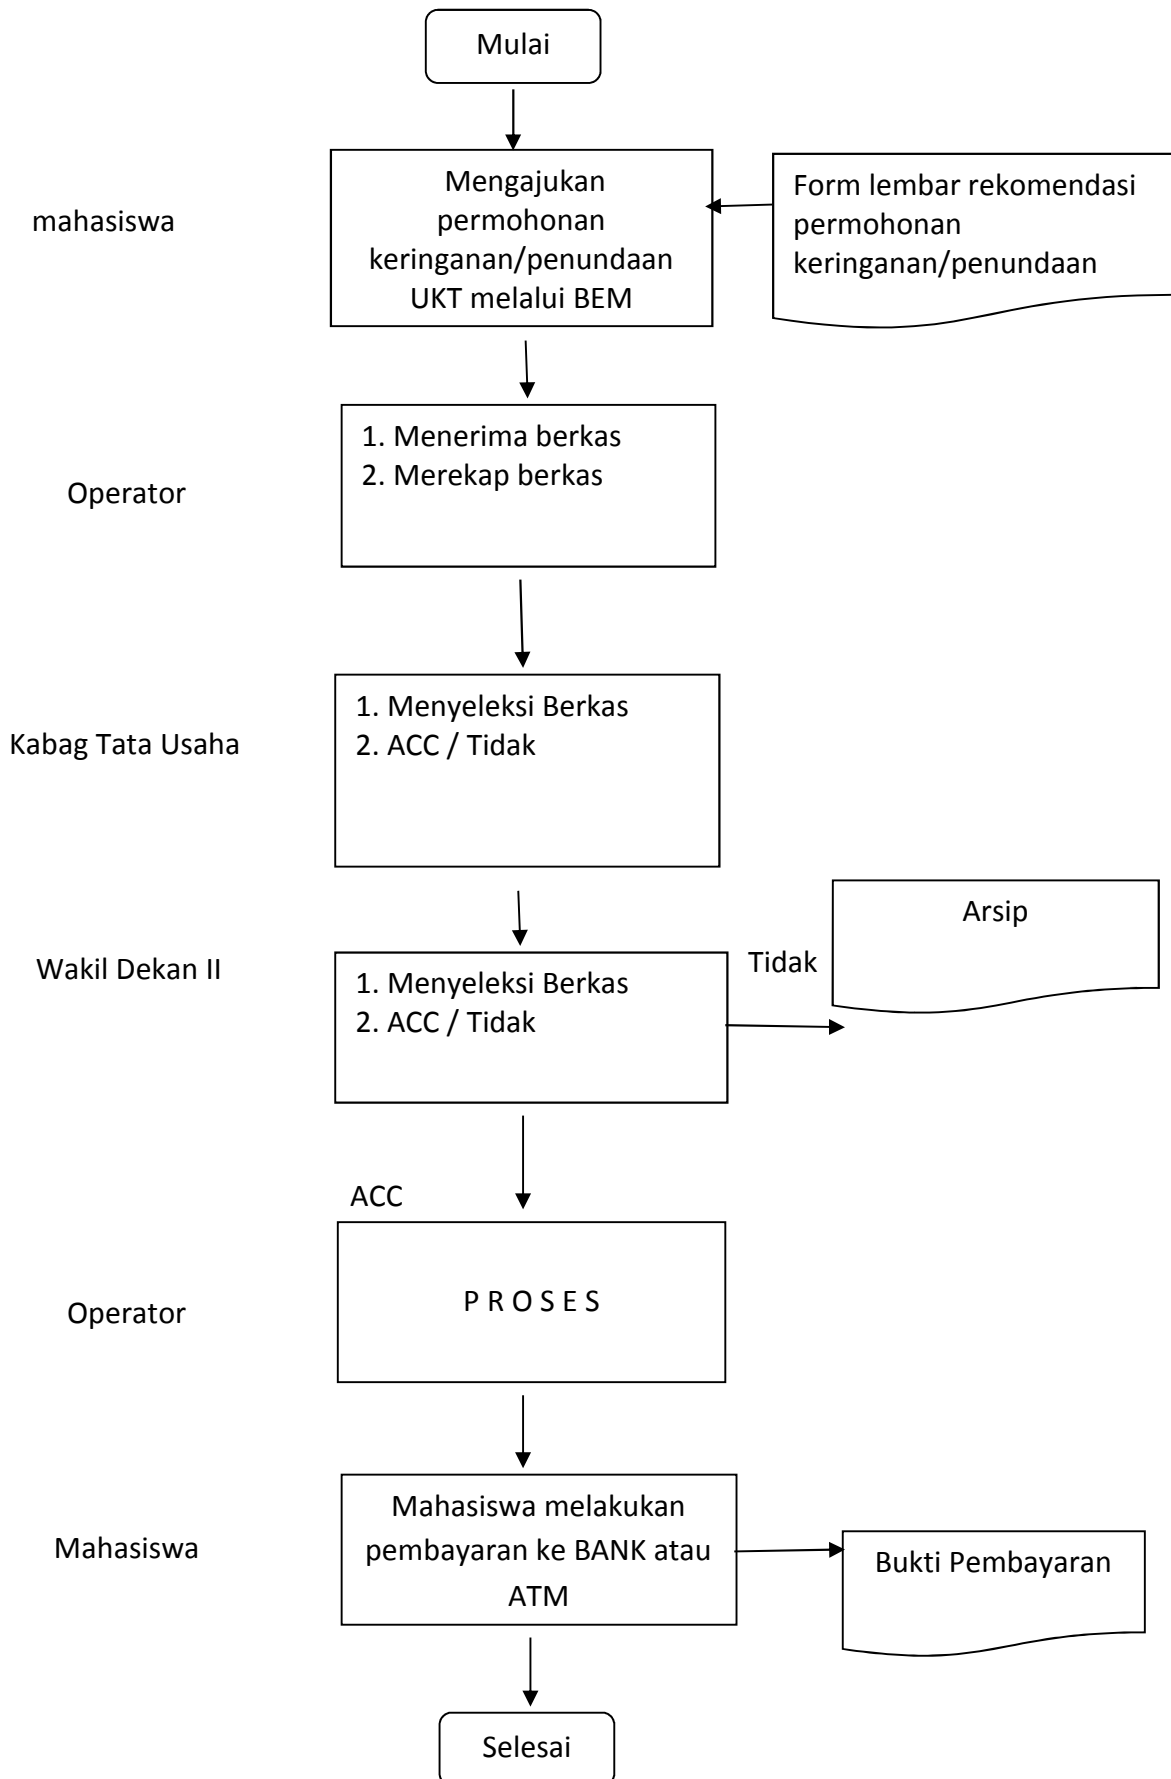 Mulai
mahasiswa
Mengajukan
permohonan
keringanan/penundaan
UKT melalui BEM
Form lembar rekomendasi
permohonan
keringanan/penundaan
Operator
1. Menerima berkas
2. Merekap berkas
Kabag Tata Usaha
1. Menyeleksi Berkas
2. ACC / Tidak
Wakil Dekan II
1. Menyeleksi Berkas
2. ACC / Tidak
Tidak
Arsip
ACC
Operator
P R O S E S
Mahasiswa
Mahasiswa melakukan
pembayaran ke BANK atau
ATM
Bukti Pembayaran
Selesai